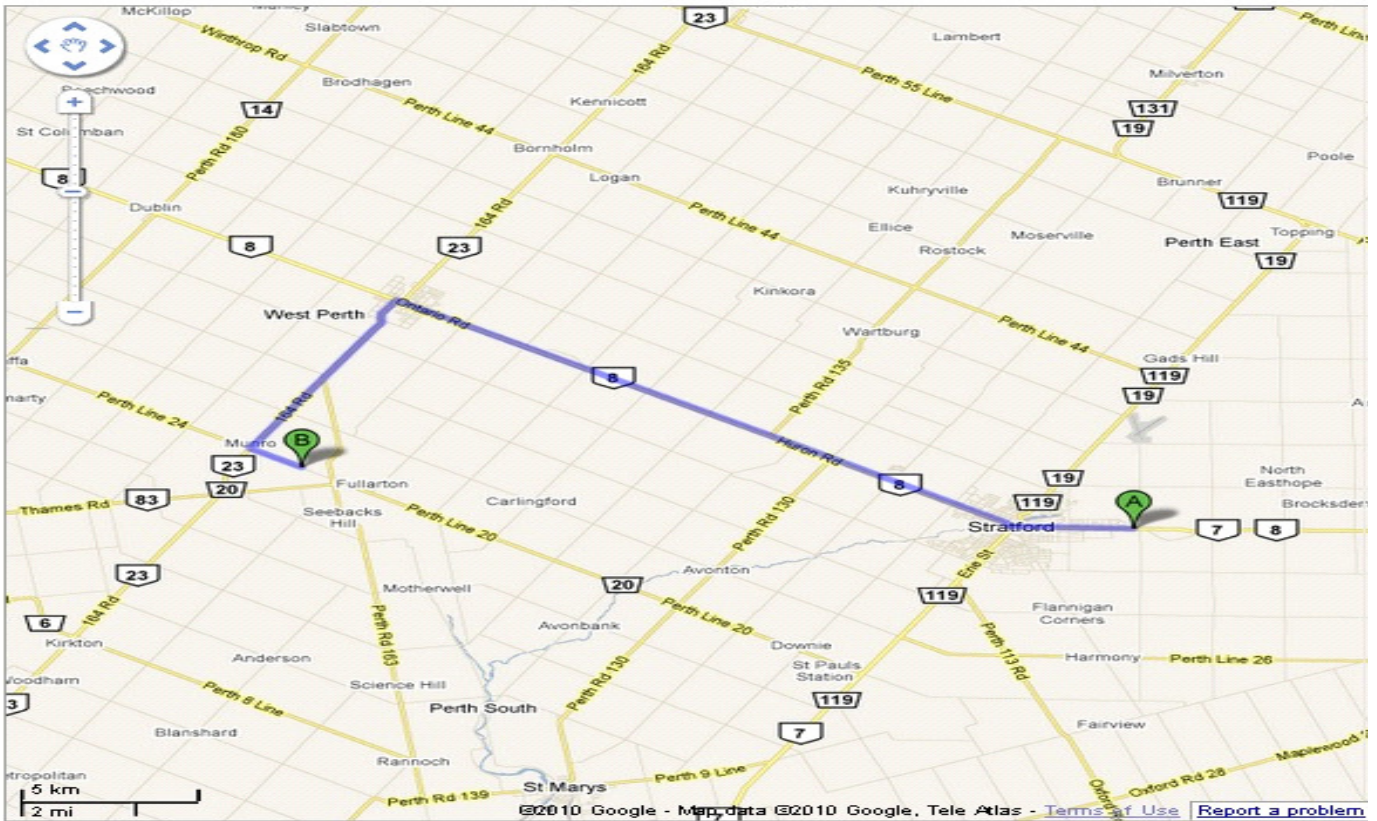 McKillop
Slabtown
23
Lambert
Perth Line
Winthrop Rd
164 Rd
Milverton
Brodhagen
Perth 55 Line
14
Kennicott
131
19
St Columban
Perth Line 44
Perth Rd 180
Bornholm
Poole
8
Logan
Brunner
Kuhryville
119
Dublin
164 Rd
Perth Line 44
Ellice
Moserville
Topping
8
23
Rostock
Perth East
19
Kinkora
West Perth
Ontario Rd
Wartburg
Perth Line 44
Gads Hill
8
119
19
Perth Rd 135
Perth Line 24
164 Rd
Munro
B
Huron Rd
23
8
19
North
Easthope
20
Fullarton
119
A
83
Carlingford
Thames Rd
Seebacks
Hill
Perth Line 20
Perth Rd 130
Stratford
7
8
Erie St
23
Avonton
Motherwell
20
119
164 Rd
Perth Rd 163
Perth Line 20
Flannigan
Corners
6
Avonbank
Kirkton
Downie
Perth 113 Rd
Anderson
St Pauls
Station
Harmony
Perth Line 26
Science Hill
Perth Rd 130
Perth 8 Line
119
Perth South
Fairview
Blanshard
7
Rannoch
Perth 9 Line
5 km
St Marys
Oxford Rd 28
Perth Rd 139
2 mi
©2010 Google - Map data ©2010 Google, Tele Atlas - Terms of Use
Report a problem